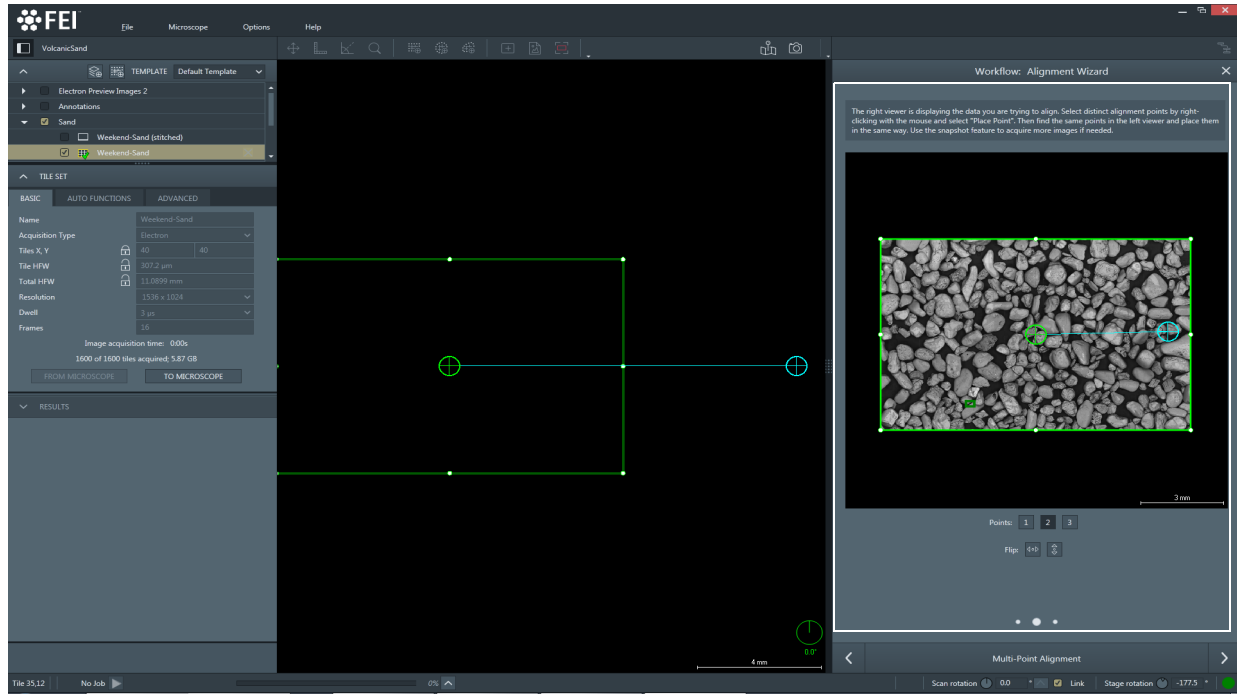 FEI
File Microscope Options Help
VolcanicSand
TEMPLATE Default Template
Electron Preview Images 2
Annotations
Sand
Weekend-Sand (stitched)
Weekend-Sand
TILE SET
BASIC AUTO FUNCTIONS ADVANCED
Name Weekend-Sand
Acquisition Type Electron
Tiles X, Y 40 40
Tile HFW 307.2 µm
Total HFW 11.0899 mm
Resolution 1536 x 1024
Dwell 3 µs
Frames 16
Image acquisition time: 0:00s
1600 of 1600 tiles acquired; 5.87 GB
FROM MICROSCOPE TO MICROSCOPE
RESULTS
0.0°
4 mm
Workflow: Alignment Wizard
The right viewer is displaying the data you are trying to align. Select distinct alignment points by right-
clicking with the mouse and select "Place Point". Then find the same points in the left viewer and place them
in the same way. Use the snapshot feature to acquire more images if needed.
3 mm
Points: 1 2 3
Flip:
Multi-Point Alignment
Tile 35,12 No Job 0% Scan rotation 0.0 ° Link Stage rotation -177.5 °